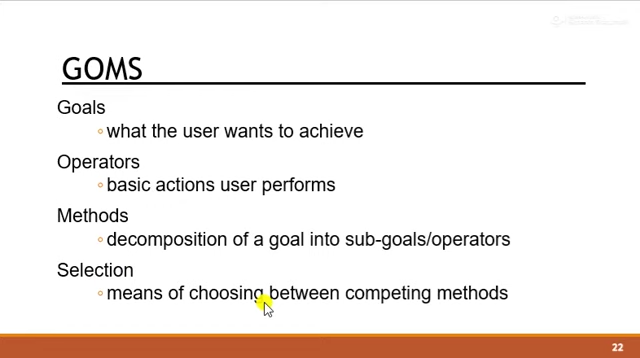 GOMS
Goals
◦what the user wants to achieve
Operators
◦basic actions user performs
Methods
◦decomposition of a goal into sub-goals/operators
Selection
◦means of choosing between competing methods
22